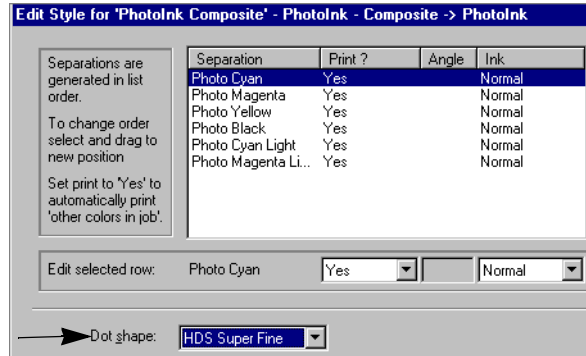 Edit Style for 'PhotoInk Composite' - PhotoInk - Composite -> PhotoInk
Separations are
generated in list
order.
To change order
select and drag to
new position
Set print to 'Yes' to
automatically print
'other colors in job'.
Separation Print ? Angle Ink
Photo Cyan Yes Normal
Photo Magenta Yes Normal
Photo Yellow Yes Normal
Photo Black Yes Normal
Photo Cyan Light Yes Normal
Photo Magenta Li... Yes Normal
Edit selected row: Photo Cyan Yes Normal
Dot shape: HDS Super Fine